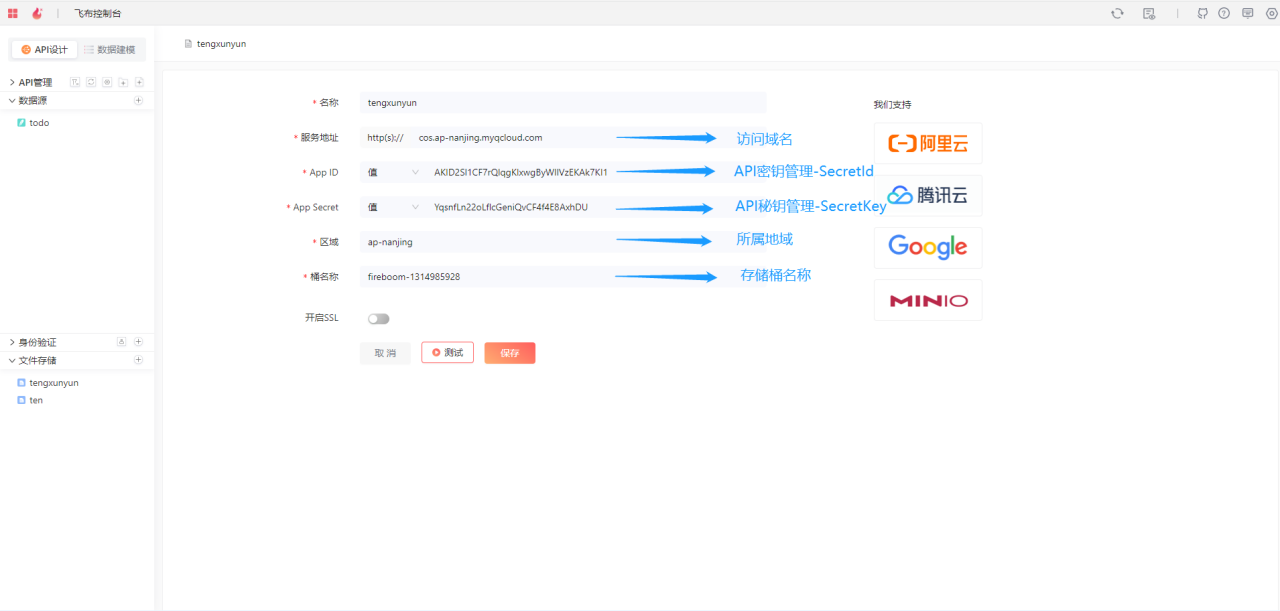 飞布控制台
API设计 数据建模
tengxunyun
API管理
数据源
todo
身份验证
文件存储
tengxunyun
ten
* 名称 tengxunyun
* 服务地址 http(s):// cos.ap-nanjing.myqcloud.com 访问域名
* App ID 值 API密钥管理-SecretId
* App Secret 值 API秘钥管理-SecretKey
* 区域 ap-nanjing 所属地域
* 桶名称 fireboom-1314985928 存储桶名称
开启SSL
取消 测试 保存
我们支持
阿里云
腾讯云
Google
MINIO